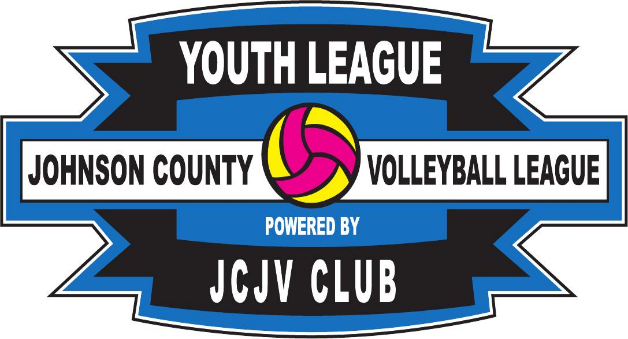 YOUTH LEAGUE
JOHNSON COUNTY VOLLEYBALL LEAGUE
POWERED BY
JCJV CLUB